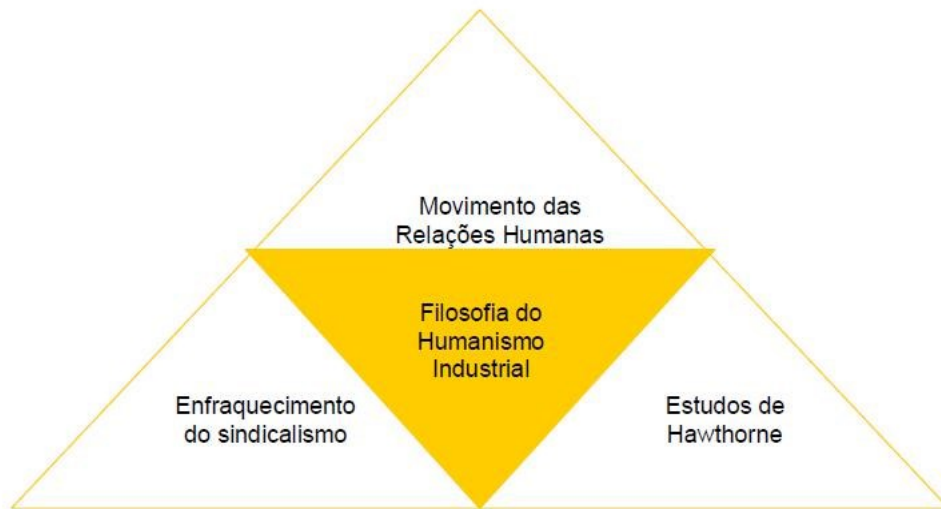 Movimento das
Relações Humanas
Filosofia do
Humanismo
Industrial
Enfraquecimento
do sindicalismo
Estudos de
Hawthorne